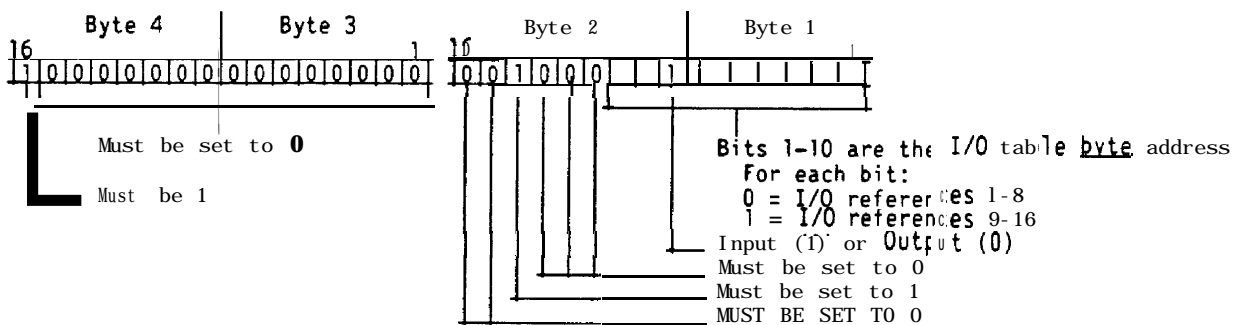 Byte 4 Byte 3 Byte 2 Byte 1
16 1 16
1 0 0 0 0 0 0 0 0 0 0 0 0 0 0 0 0 0 1 0 0 0 1
Must be set to 0
Must be 1
Bits 1-10 are the I/O table byte address
For each bit:
0 = I/O references 1-8
1 = I/O references 9-16
Input (1) or Output (0)
Must be set to 0
Must be set to 1
MUST BE SET TO 0